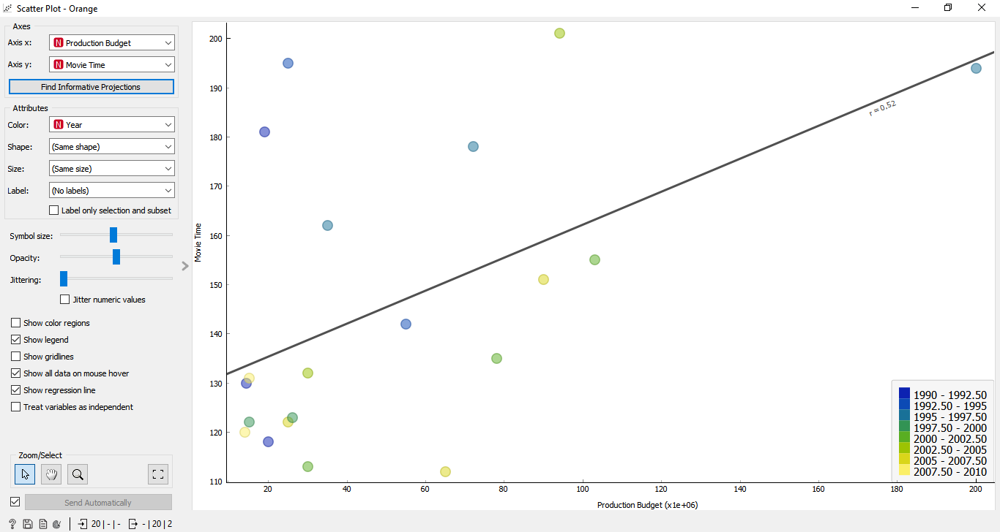 Scatter Plot - Orange
Axes
Axis x: N Production Budget
Axis y: N Movie Time
Find Informative Projections
Attributes
Color: N Year
Shape: (Same shape)
Size: (Same size)
Label: (No labels)
Label only selection and subset
Symbol size:
Opacity:
Jittering:
Jitter numeric values
Show color regions
Show legend
Show gridlines
Show all data on mouse hover
Show regression line
Treat variables as independent
Zoom/Select
Send Automatically
? 20 | - | - - | 20 | 2
Movie Time
200
190
180
170
160
150
140
130
120
110
r = 0.52
1990 - 1992.50
1992.50 - 1995
1995 - 1997.50
1997.50 - 2000
2000 - 2002.50
2002.50 - 2005
2005 - 2007.50
2007.50 - 2010
20 40 60 80 100 120 140 160 180 200
Production Budget (x1e+06)